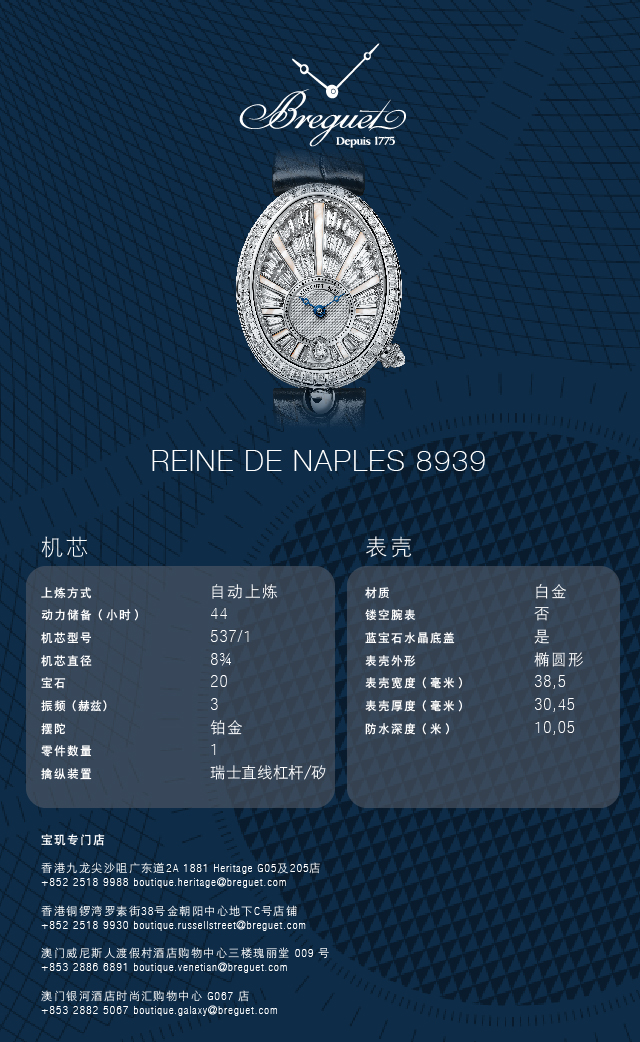 Breguet
Depuis 1775
REINE DE NAPLES 8939
机芯
上炼方式 自动上炼
动力储备（小时） 44
机芯型号 537/1
机芯直径 8¾
宝石 20
振频（赫兹） 3
摆陀 铂金
零件数量 1
擒纵装置 瑞士直线杠杆/矽
表壳
材质 白金
镂空腕表 否
蓝宝石水晶底盖 是
表壳外形 椭圆形
表壳宽度（毫米） 38,5
表壳厚度（毫米） 30,45
防水深度（米） 10,05
宝玑专门店
香港九龙尖沙咀广东道2A 1881 Heritage G05及205店
+852 2518 9988 boutique.heritage@breguet.com
香港铜锣湾罗素街38号金朝阳中心地下C号店铺
+852 2518 9930 boutique.russellstreet@breguet.com
澳门威尼斯人渡假村酒店购物中心三楼瑰丽堂 009 号
+853 2886 6891 boutique.venetian@breguet.com
澳门银河酒店时尚汇购物中心 G067 店
+853 2882 5067 boutique.galaxy@breguet.com